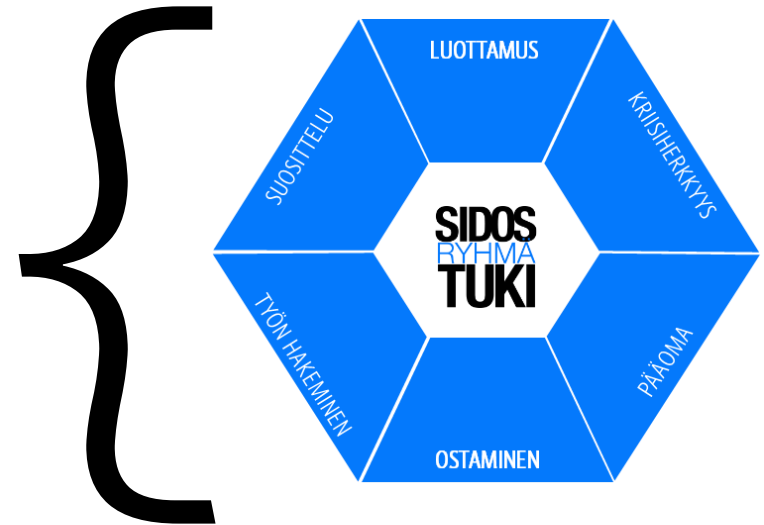 LUOTTAMUS
KRIISIHERKKYYS
PÄÄOMA
OSTAMINEN
TYÖN HAKEMINEN
SUOSITTELU
SIDOS
RYHMÄ
TUKI